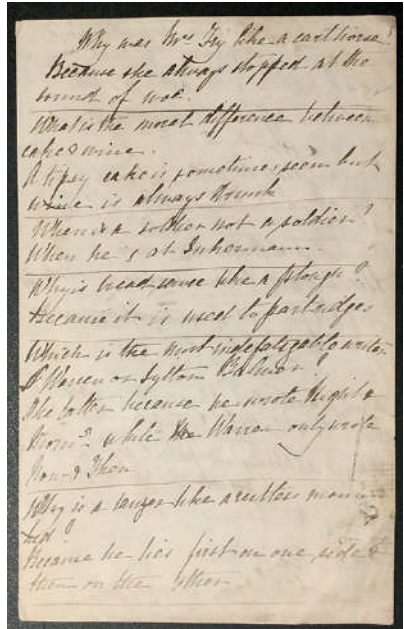 Why was Mrs Fry like a cart horse?
Because she always stopped at the
sound of woe.
What is the moral difference between
cake & wine.
A tipsy cake is sometimes seen but
wine is always drunk
When is a soldier not a soldier?
When he's at Inkermann.
Why is bread sauce like a plough?
Because it is used to partridges
Which is the most indefatigable writer
Warren or Lytton Bulwer
The latter because he wrote Night &
Morng while Warren only wrote
Now & Then
Why is a lawyer like a restless man in
bed?
Because he lies first on one side &
then on the other